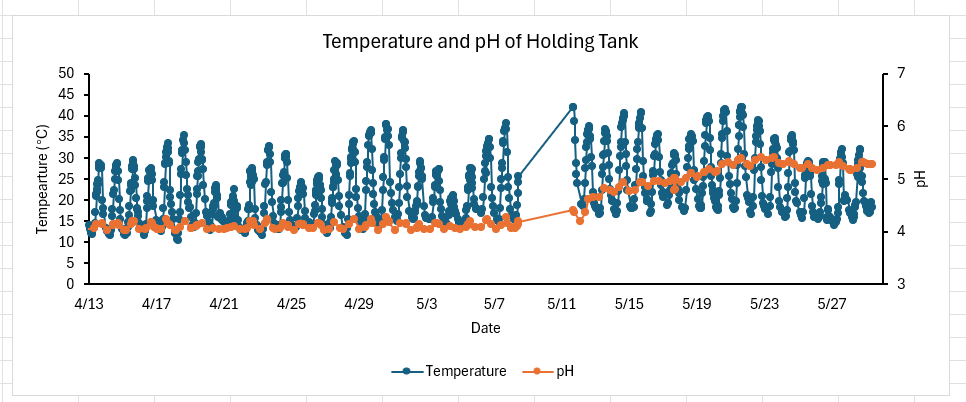 Temperature and pH of Holding Tank
50
45
40
35
30
25
20
15
10
5
0
Tempearture (°C)
7
6
5
4
3
pH
4/13 4/17 4/21 4/25 4/29 5/3 5/7 5/11 5/15 5/19 5/23 5/27
Date
Temperature pH